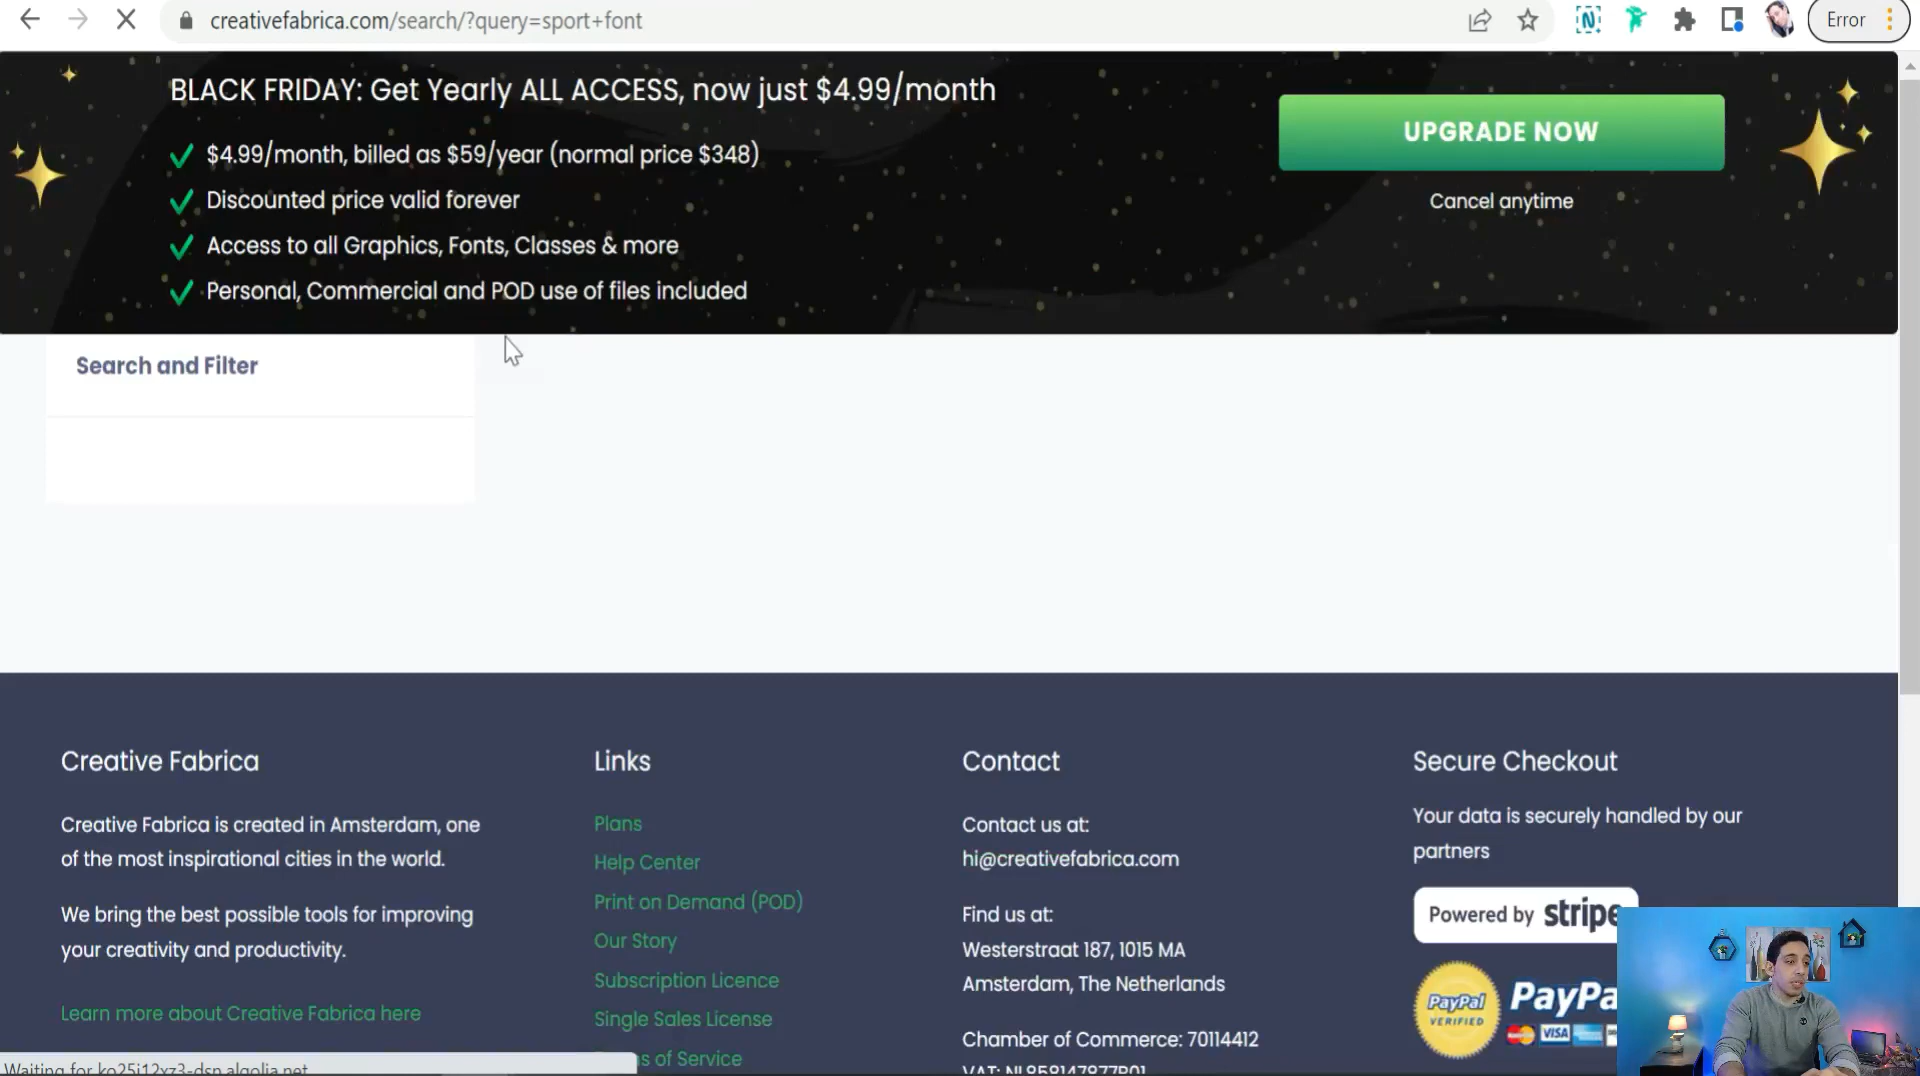 creativefabrica.com/search/?query=sport+font
Error
BLACK FRIDAY: Get Yearly ALL ACCESS, now just $4.99/month
$4.99/month, billed as $59/year (normal price $348)
Discounted price valid forever
Access to all Graphics, Fonts, Classes & more
Personal, Commercial and POD use of files included
UPGRADE NOW
Cancel anytime
Search and Filter
Creative Fabrica
Creative Fabrica is created in Amsterdam, one
of the most inspirational cities in the world.
We bring the best possible tools for improving
your creativity and productivity.
Learn more about Creative Fabrica here
Links
Plans
Help Center
Print on Demand (POD)
Our Story
Subscription Licence
Single Sales License
of Service
Contact
Contact us at:
hi@creativefabrica.com
Find us at:
Westerstraat 187, 1015 MA
Amsterdam, The Netherlands
Chamber of Commerce: 70114412
Secure Checkout
Your data is securely handled by our
partners
Powered by stripe
PayPal
VERIFIED
PayPa
VISA
Waiting for